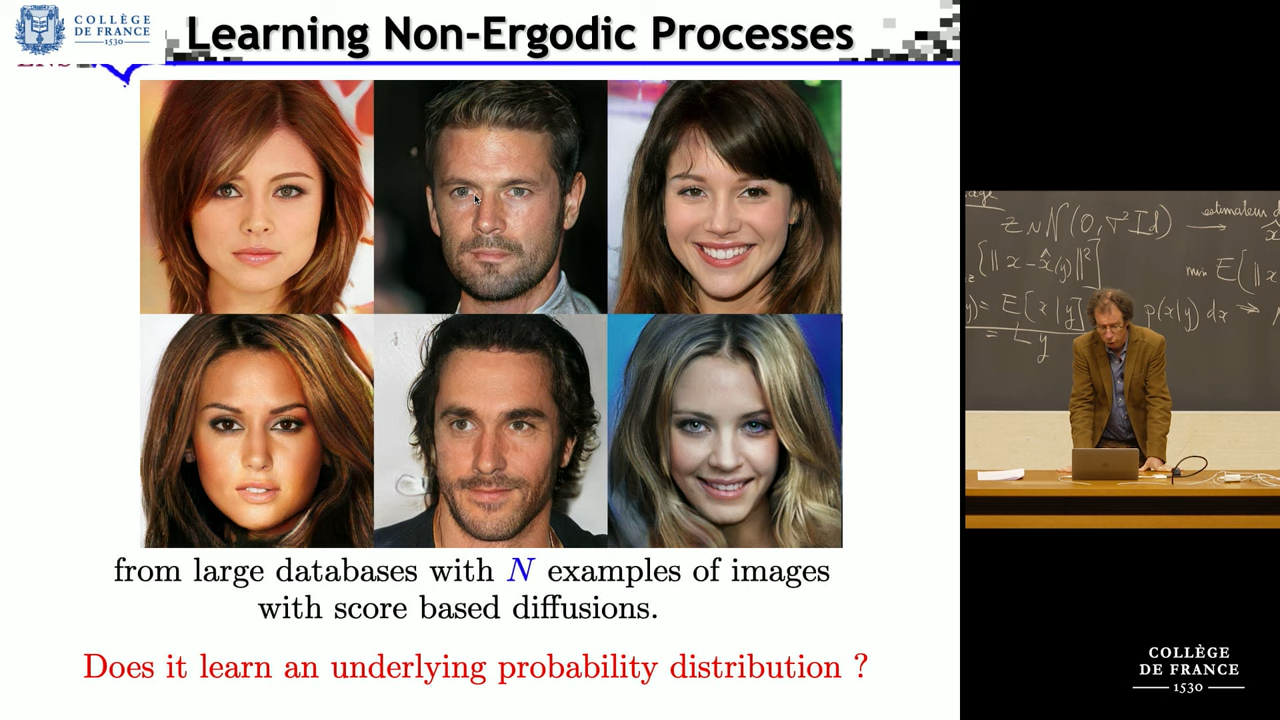 COLLÈGE
DE FRANCE
1530
Learning Non-Ergodic Processes
from large databases with N examples of images
with score based diffusions.
Does it learn an underlying probability distribution ?
z ~ N(0, σ² Id) →
{‖x - x̂(y)‖²]
min E(‖x
y) = E[x|y]
p(x|y) dx ⇒
= L y
COLLÈGE
DE FRANCE
1530